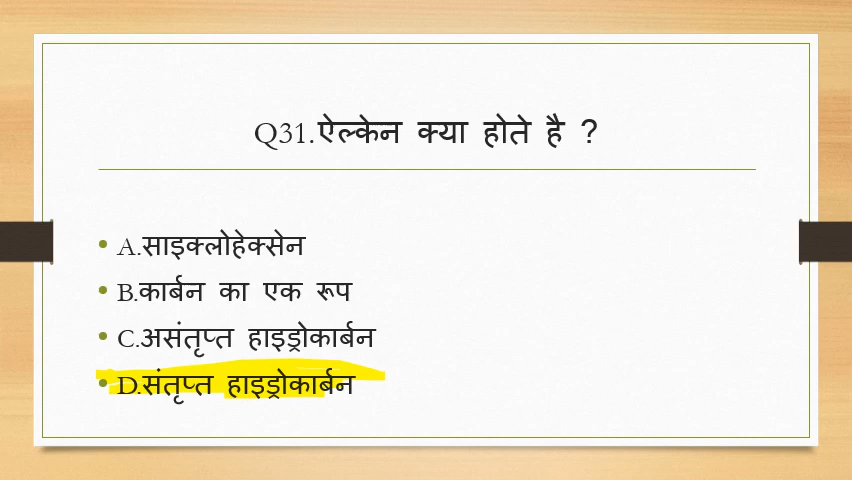 Q31.ऐल्केन क्या होते है ?
A.साइक्लोहेक्सेन
B.कार्बन का एक रूप
C.असंतृप्त हाइड्रोकार्बन
D.संतृप्त हाइड्रोकार्बन